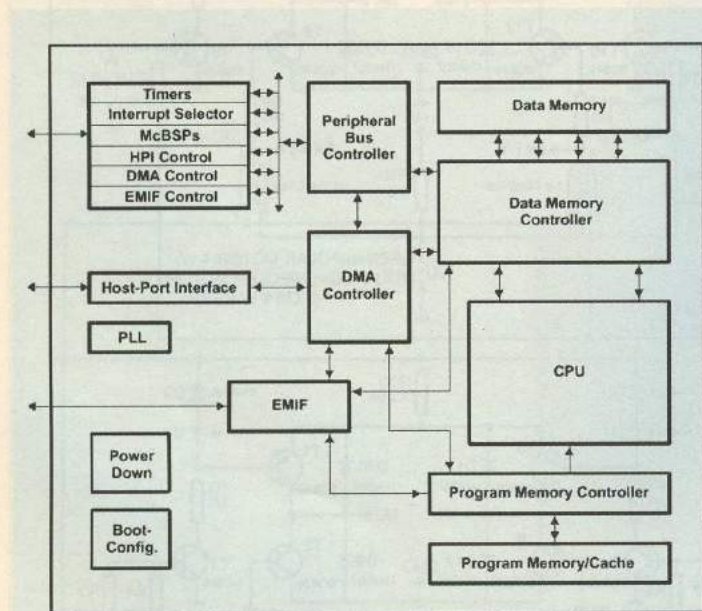 Timers
Interrupt Selector
McBSPs
HPI Control
DMA Control
EMIF Control
Peripheral
Bus
Controller
Data Memory
Data Memory
Controller
Host-Port Interface
DMA
Controller
PLL
CPU
EMIF
Power
Down
Program Memory Controller
Boot-
Config.
Program Memory/Cache